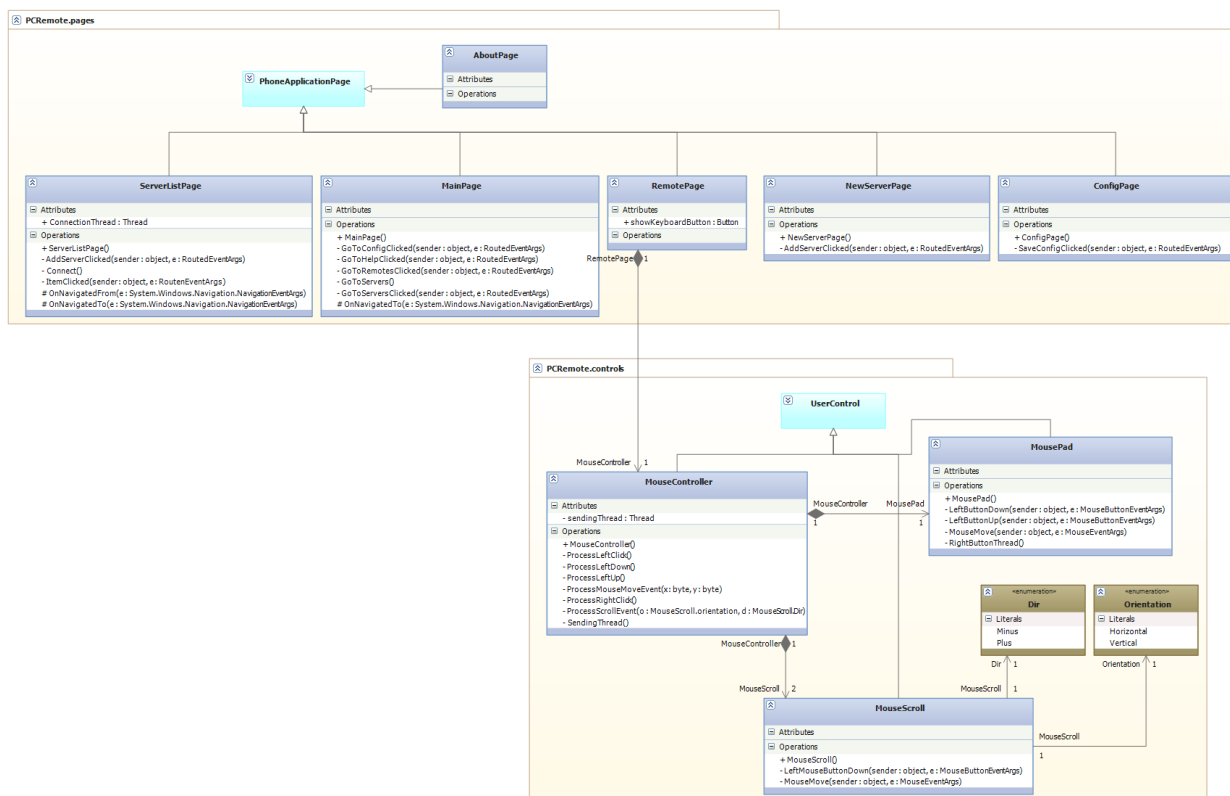 PCRemote.pages
AboutPage
Attributes
Operations
PhoneApplicationPage
ServerListPage
Attributes
+ ConnectionThread : Thread
Operations
+ ServerListPage()
- AddServerClicked(sender : object, e : RoutedEventArgs)
- Connect()
- ItemClicked(sender : object, e : RoutenEventArgs)
# OnNavigatedFrom(e : System.Windows.Navigation.NavigationEventArgs)
# OnNavigatedTo(e : System.Windows.Navigation.NavigationEventArgs)
MainPage
Attributes
Operations
+ MainPage()
- GoToConfigClicked(sender : object, e : RoutedEventArgs)
- GoToHelpClicked(sender : object, e : RoutedEventArgs)
- GoToRemotesClicked(sender : object, e : RoutedEventArgs)
- GoToServers()
- GoToServersClicked(sender : object, e : RoutedEventArgs)
# OnNavigatedTo(e : System.Windows.Navigation.NavigationEventArgs)
RemotePage
Attributes
+ showKeyboardButton : Button
Operations
NewServerPage
Attributes
Operations
+ NewServerPage()
- AddServerClicked(sender : object, e : RoutedEventArgs)
ConfigPage
Attributes
Operations
+ ConfigPage()
- SaveConfigClicked(sender : object, e : RoutedEventArgs)
RemotePage 1
PCRemote.controls
UserControl
MouseController 1
MouseController
Attributes
- sendingThread : Thread
Operations
+ MouseController()
- ProcessLeftClick()
- ProcessLeftDown()
- ProcessLeftUp()
- ProcessMouseMoveEvent(x : byte, y : byte)
- ProcessRightClick()
- ProcessScrollEvent(o : MouseScroll.orientation, d : MouseScroll.Dir)
- SendingThread()
MouseController MousePad
1 1
MousePad
Attributes
Operations
+ MousePad()
- LeftButtonDown(sender : object, e : MouseButtonEventArgs)
- LeftButtonUp(sender : object, e : MouseButtonEventArgs)
- MouseMove(sender : object, e : MouseEventArgs)
- RightButtonThread()
«enumeration»
Dir
Literals
Minus
Plus
«enumeration»
Orientation
Literals
Horizontal
Vertical
MouseController 1
Dir 1
Orientation 1
MouseScroll 2
MouseScroll 1
MouseScroll
1
MouseScroll
Attributes
Operations
+ MouseScroll()
- LeftMouseButtonDown(sender : object, e : MouseButtonEventArgs)
- MouseMove(sender : object, e : MouseEventArgs)